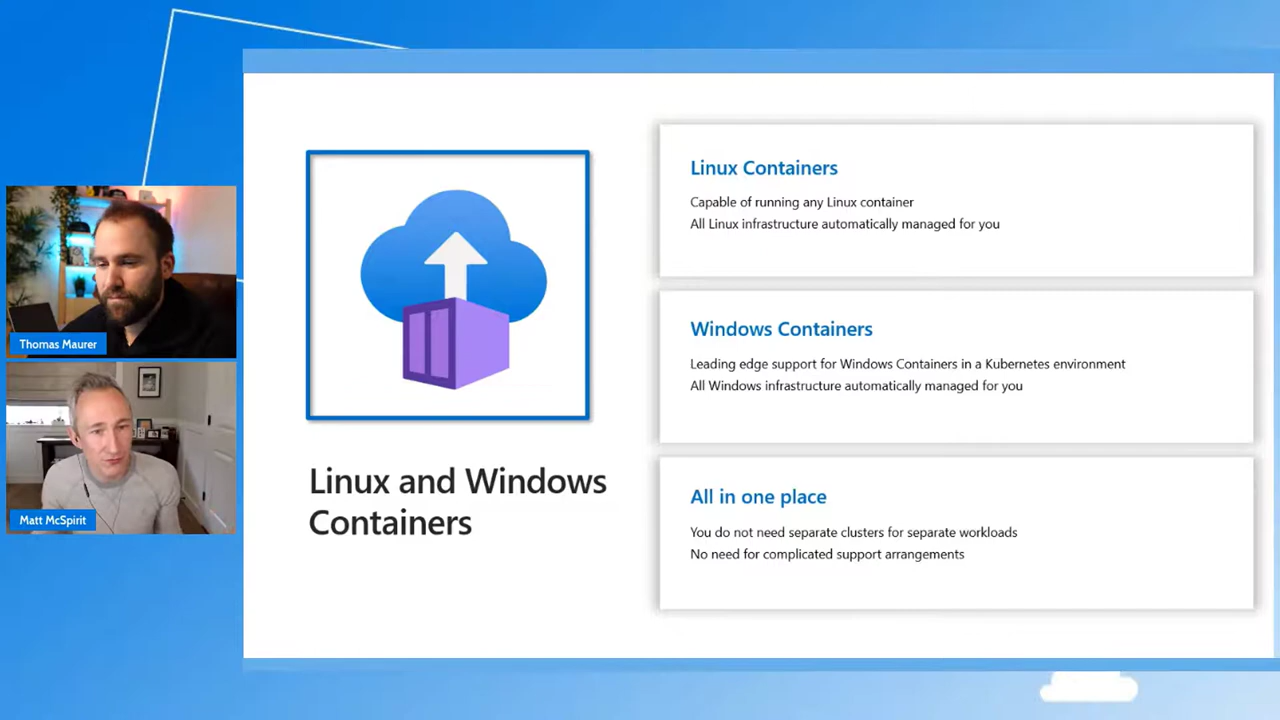 Thomas Maurer
Matt McSpirit
Linux and Windows
Containers
Linux Containers
Capable of running any Linux container
All Linux infrastructure automatically managed for you
Windows Containers
Leading edge support for Windows Containers in a Kubernetes environment
All Windows infrastructure automatically managed for you
All in one place
You do not need separate clusters for separate workloads
No need for complicated support arrangements